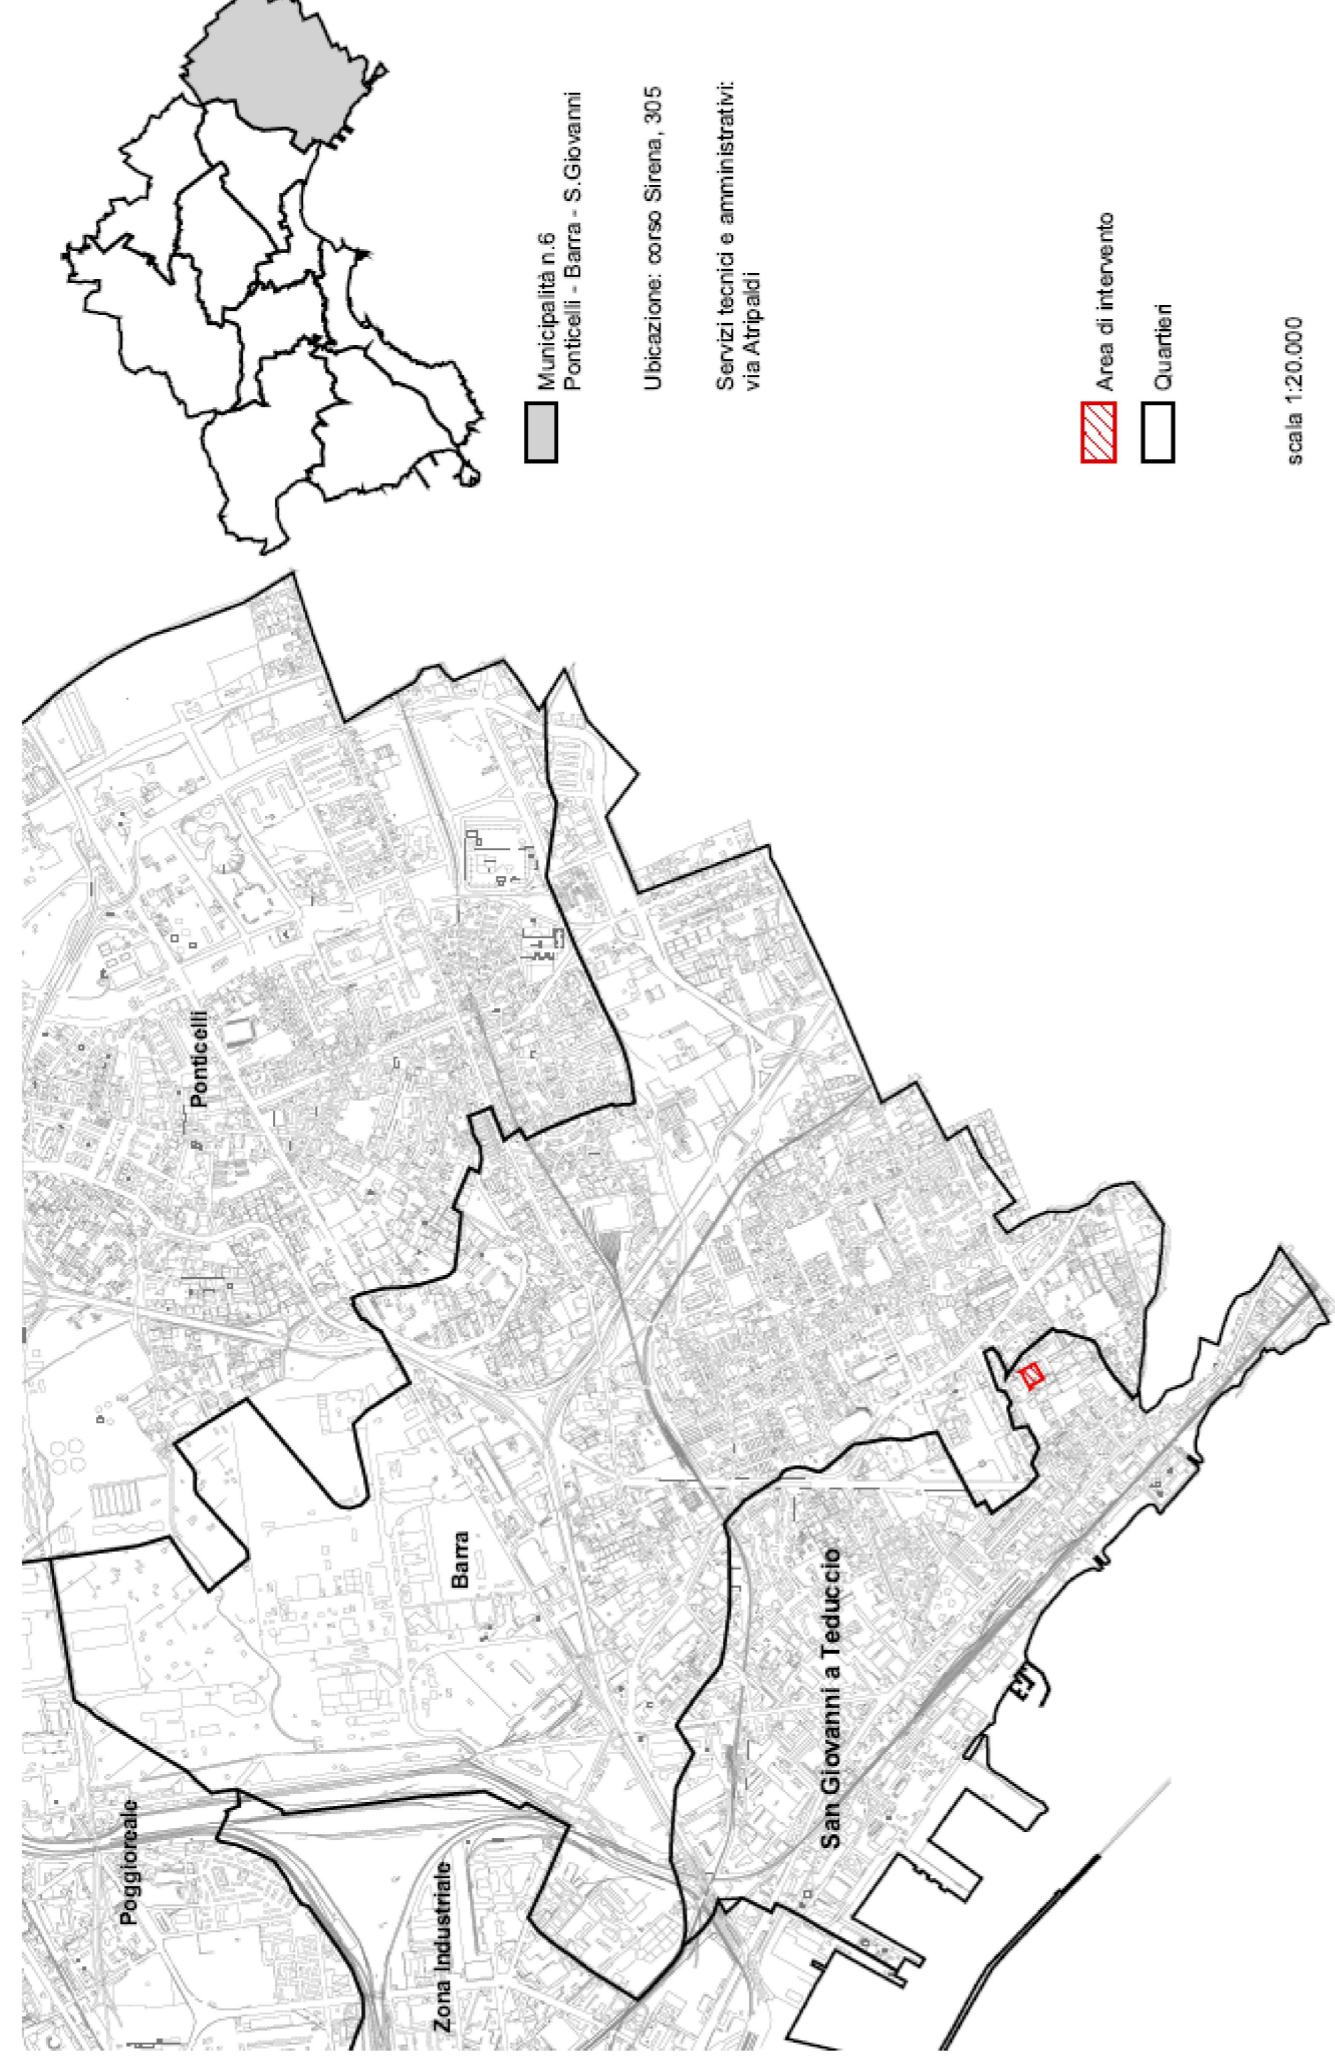 Municipalità n.6
Ponticelli - Barra - S.Giovanni
Ubicazione: corso Sirena, 305
Servizi tecnici e amministrativi:
via Atripaldi
Area di intervento
Quartieri
scala 1:20.000
Ponticelli
Barra
San Giovanni a Teduccio
Poggioreale
Zona Industriale